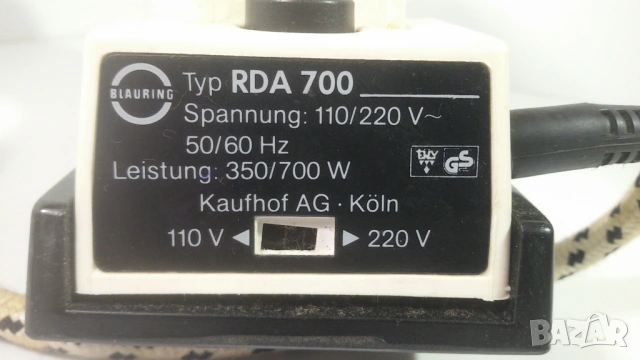 BLAURING
Typ RDA 700
Spannung: 110/220 V~
50/60 Hz
Leistung: 350/700 W
TÜV GS
Kaufhof AG · Köln
110 V ◄ ► 220 V
BAZAR